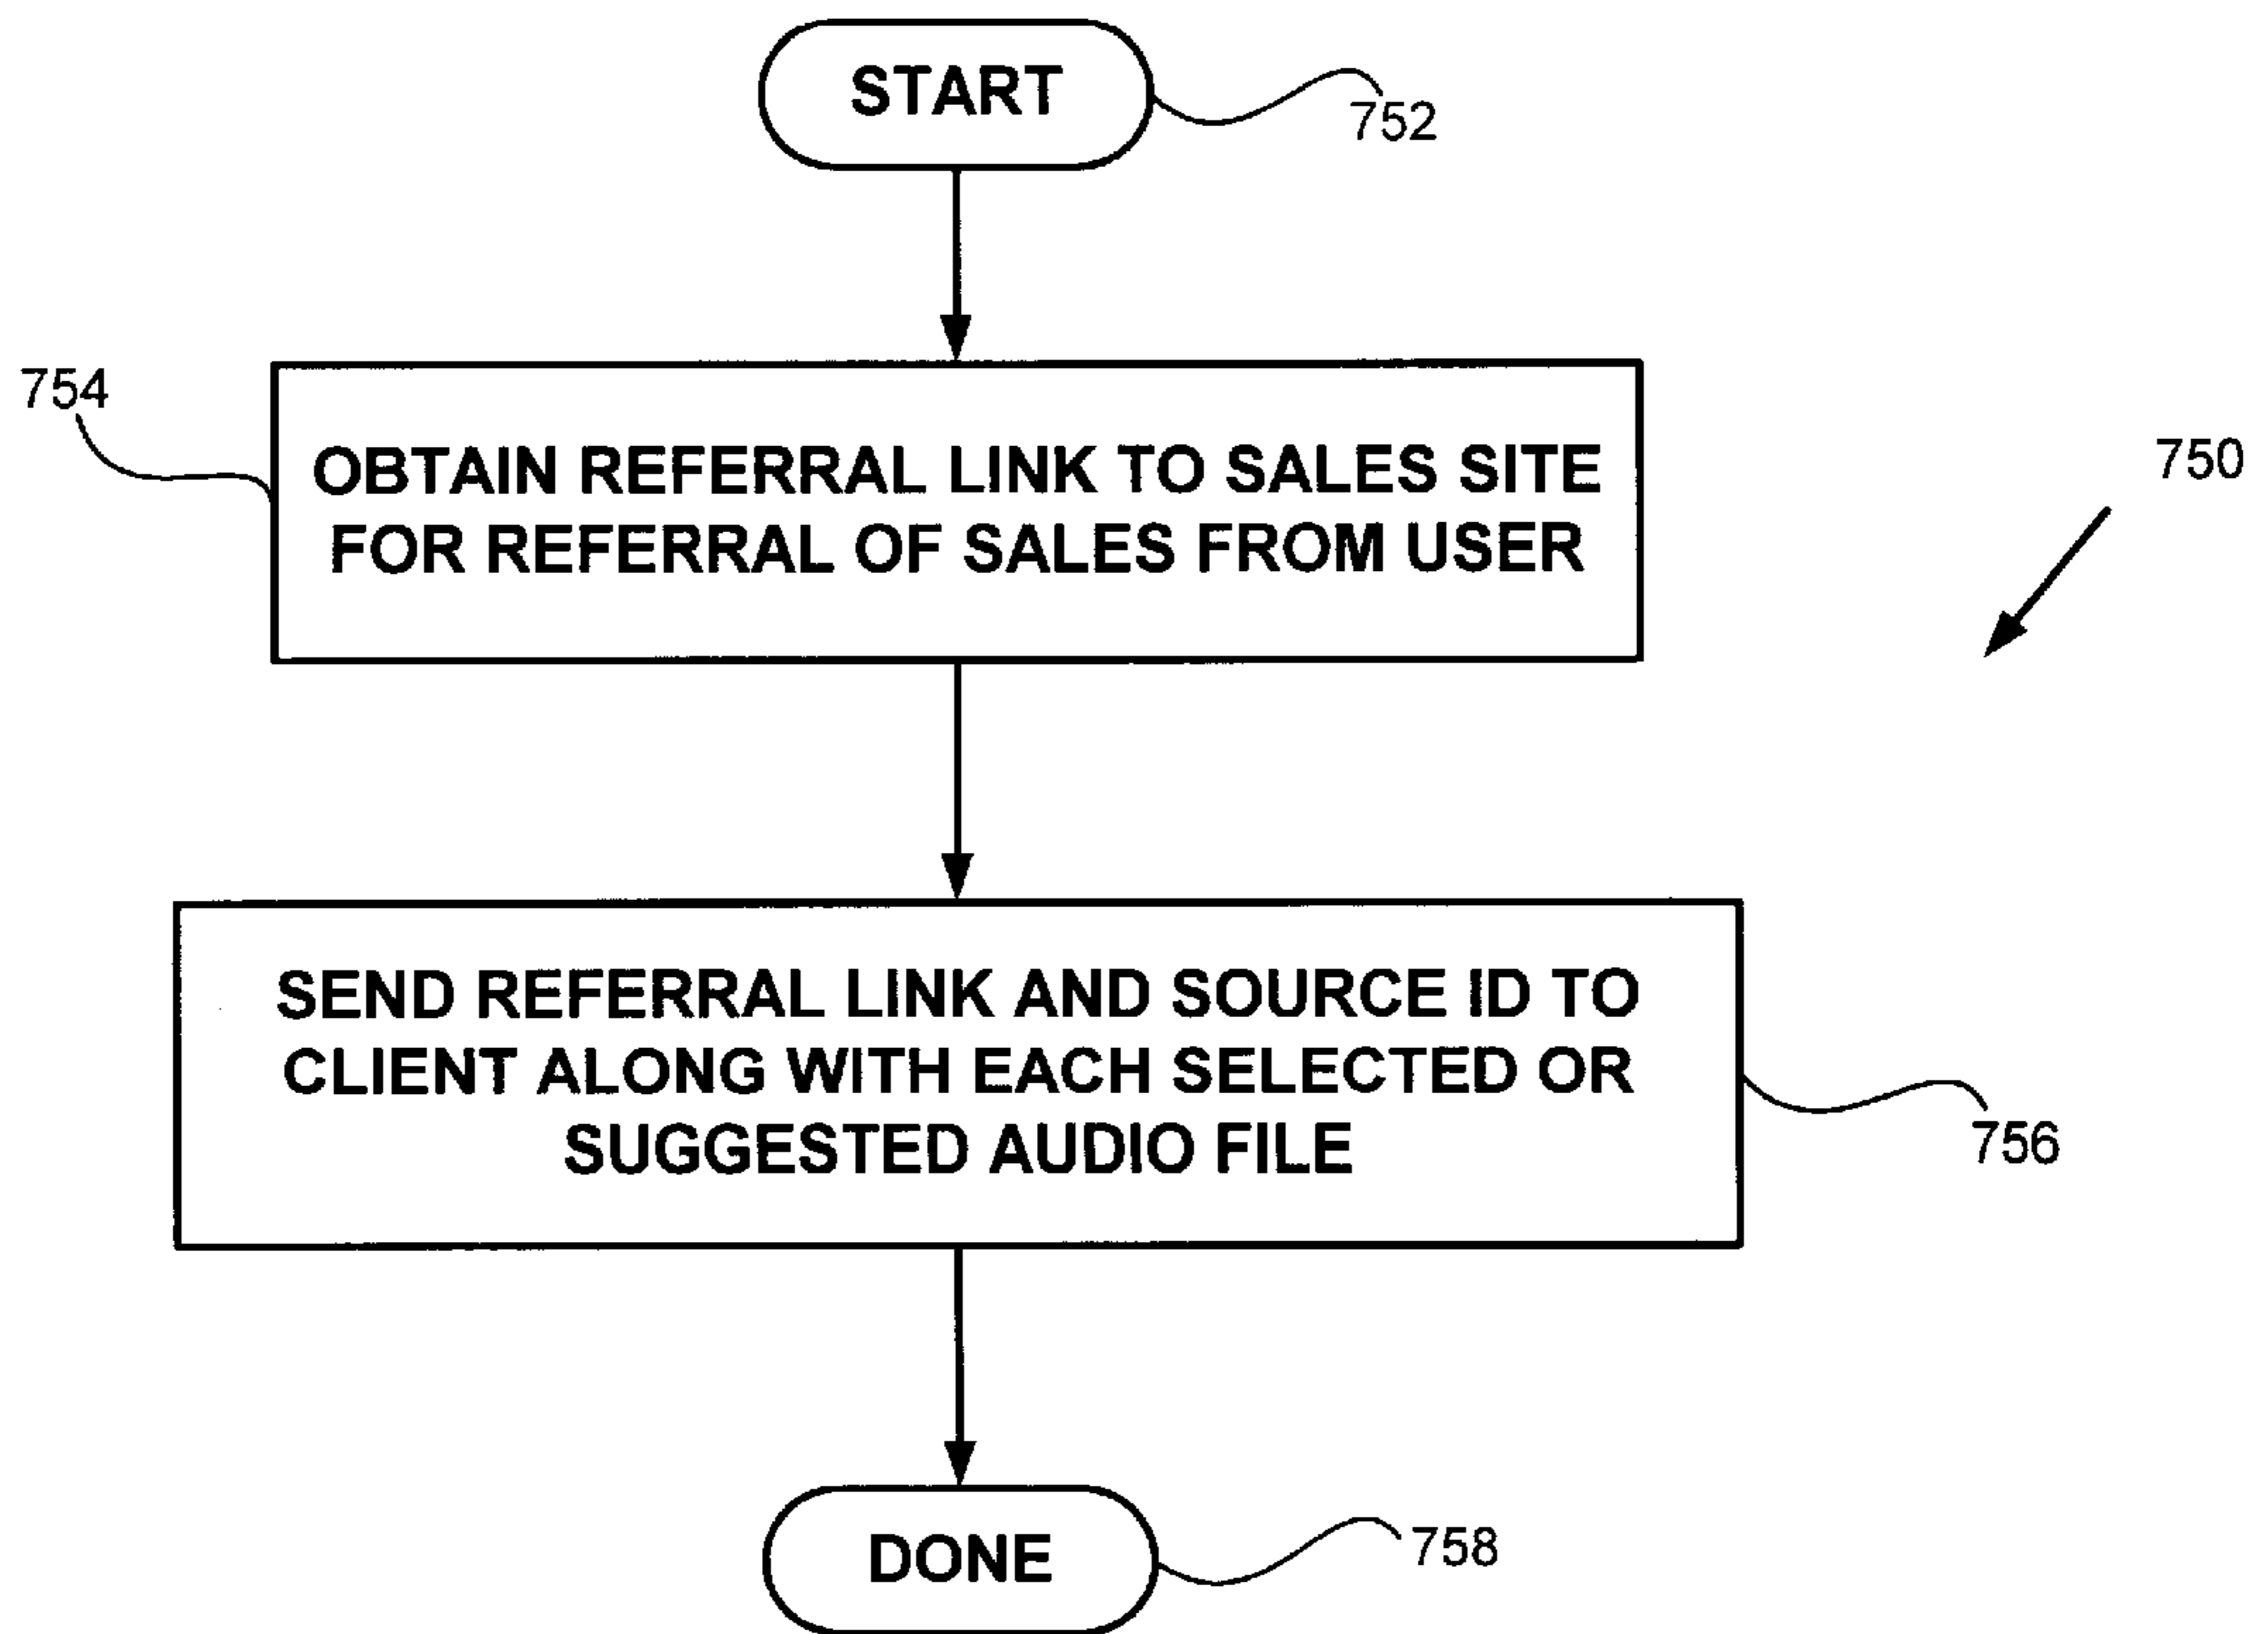 START
752
754
OBTAIN REFERRAL LINK TO SALES SITE
FOR REFERRAL OF SALES FROM USER
750
SEND REFERRAL LINK AND SOURCE ID TO
CLIENT ALONG WITH EACH SELECTED OR
SUGGESTED AUDIO FILE
756
DONE
758